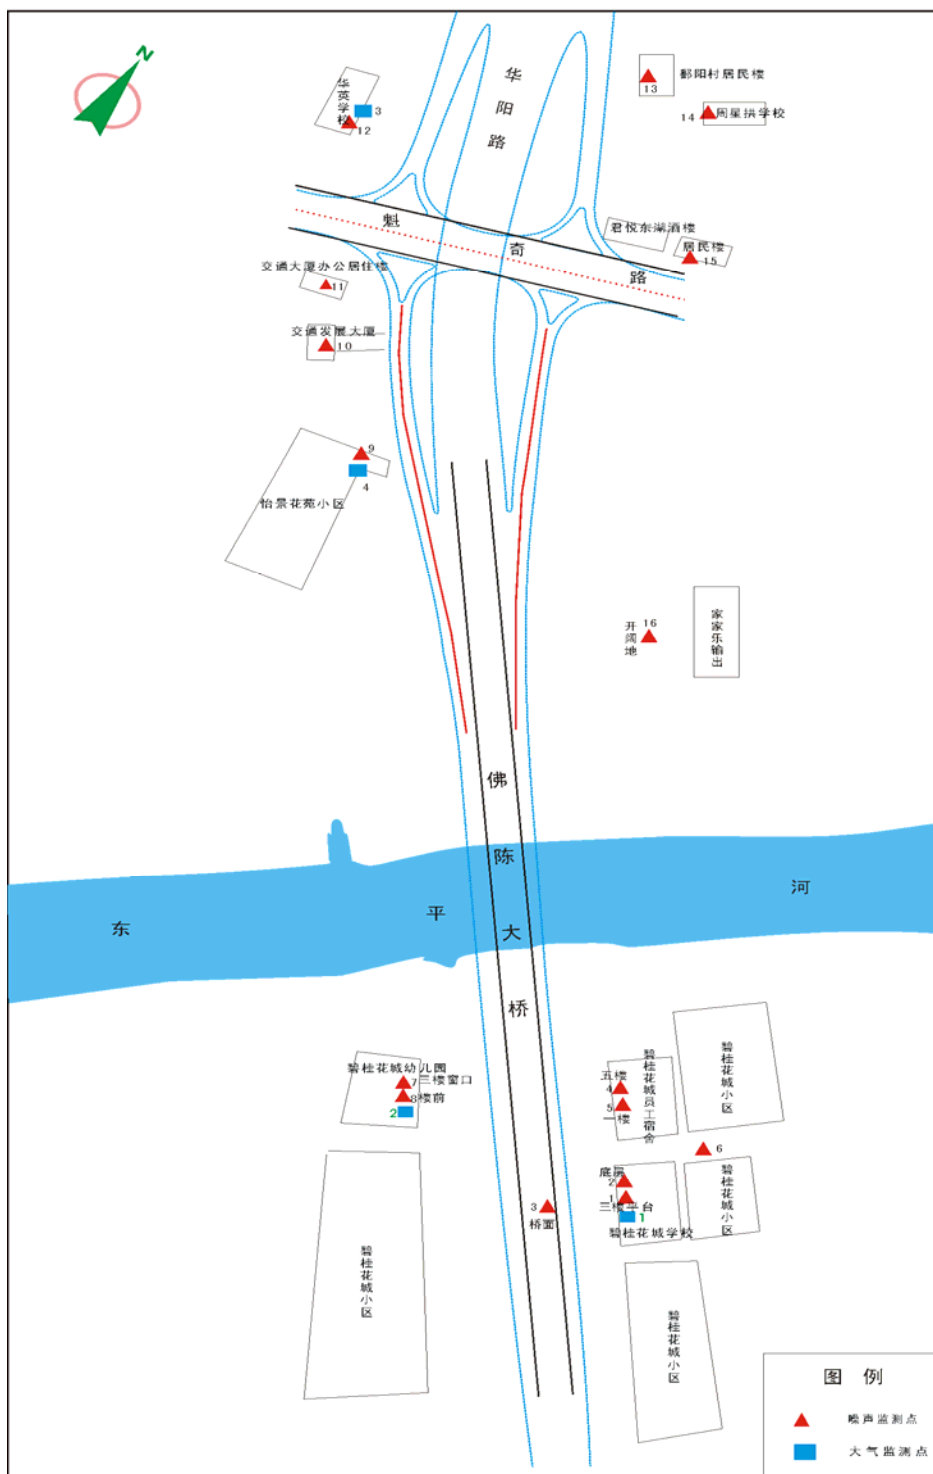 N
华阳路
华英学校
3
12
13
鄱阳村居民楼
14
周星拱学校
魁奇路
君悦东湖酒楼
居民楼
15
交通大厦办公居住楼
11
交通发展大厦
10
9
4
怡景花苑小区
16
开阔地
家家乐输出
佛陈大桥
东平河
碧桂花城幼儿园
7
三楼窗口
8
楼前
2
五楼
4
5
一楼
碧桂花城员工宿舍
碧桂花城小区
6
底层
2
1
三楼平台
1
碧桂花城学校
碧桂花城小区
3
桥面
碧桂花城小区
碧桂花城小区
图 例
噪声监测点
大气监测点